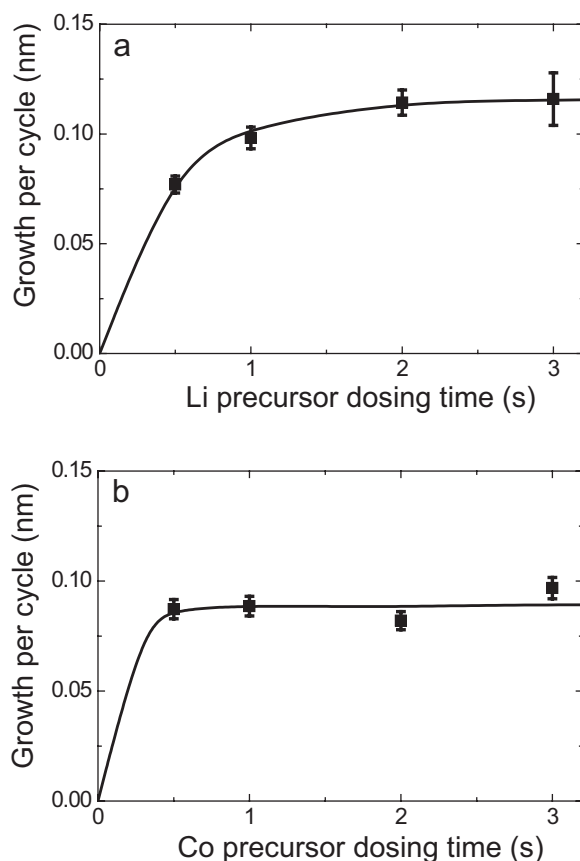 a
Growth per cycle (nm)
0.15
0.10
0.05
0.00
0 1 2 3
Li precursor dosing time (s)
b
Growth per cycle (nm)
0.15
0.10
0.05
0.00
0 1 2 3
Co precursor dosing time (s)